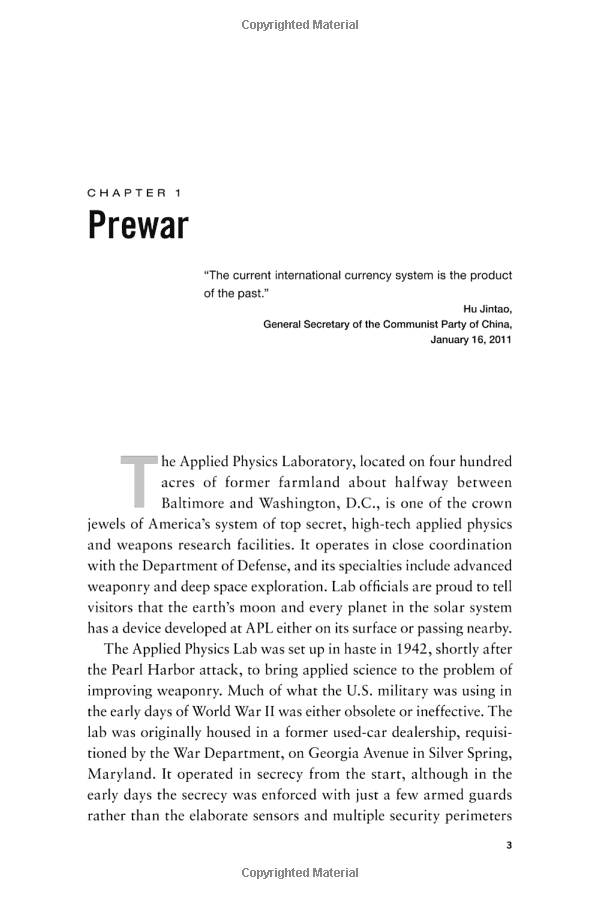 Copyrighted Material
CHAPTER 1
Prewar
“The current international currency system is the product
of the past.”
Hu Jintao,
General Secretary of the Communist Party of China,
January 16, 2011
The Applied Physics Laboratory, located on four hundred
acres of former farmland about halfway between
Baltimore and Washington, D.C., is one of the crown
jewels of America’s system of top secret, high-tech applied physics
and weapons research facilities. It operates in close coordination
with the Department of Defense, and its specialties include advanced
weaponry and deep space exploration. Lab officials are proud to tell
visitors that the earth’s moon and every planet in the solar system
has a device developed at APL either on its surface or passing nearby.
The Applied Physics Lab was set up in haste in 1942, shortly after
the Pearl Harbor attack, to bring applied science to the problem of
improving weaponry. Much of what the U.S. military was using in
the early days of World War II was either obsolete or ineffective. The
lab was originally housed in a former used-car dealership, requisi-
tioned by the War Department, on Georgia Avenue in Silver Spring,
Maryland. It operated in secrecy from the start, although in the
early days the secrecy was enforced with just a few armed guards
rather than the elaborate sensors and multiple security perimeters
3
Copyrighted Material